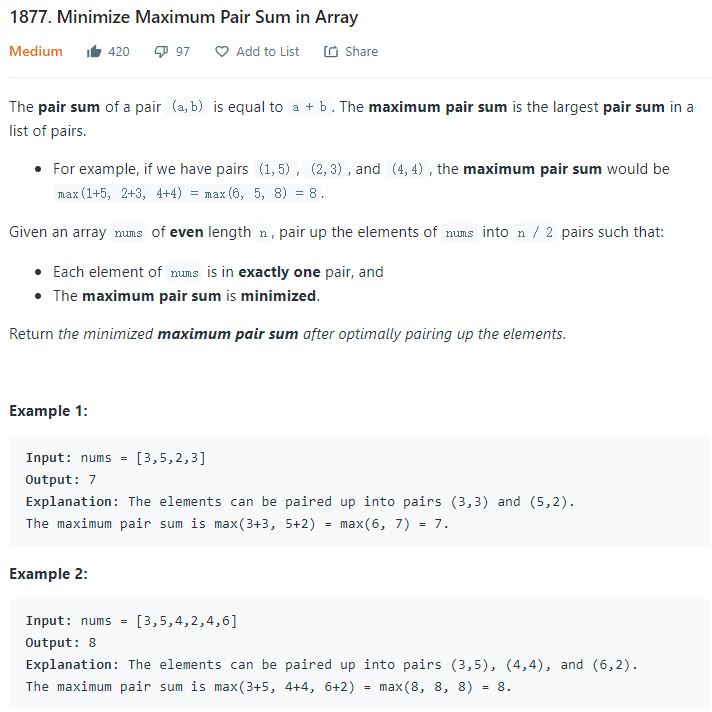 1877. Minimize Maximum Pair Sum in Array
Medium 420 97 Add to List Share
The pair sum of a pair (a,b) is equal to a + b. The maximum pair sum is the largest pair sum in a
list of pairs.
• For example, if we have pairs (1,5), (2,3), and (4,4), the maximum pair sum would be
max(1+5, 2+3, 4+4) = max(6, 5, 8) = 8.
Given an array nums of even length n, pair up the elements of nums into n / 2 pairs such that:
• Each element of nums is in exactly one pair, and
• The maximum pair sum is minimized.
Return the minimized maximum pair sum after optimally pairing up the elements.
Example 1:
Input: nums = [3,5,2,3]
Output: 7
Explanation: The elements can be paired up into pairs (3,3) and (5,2).
The maximum pair sum is max(3+3, 5+2) = max(6, 7) = 7.
Example 2:
Input: nums = [3,5,4,2,4,6]
Output: 8
Explanation: The elements can be paired up into pairs (3,5), (4,4), and (6,2).
The maximum pair sum is max(3+5, 4+4, 6+2) = max(8, 8, 8) = 8.